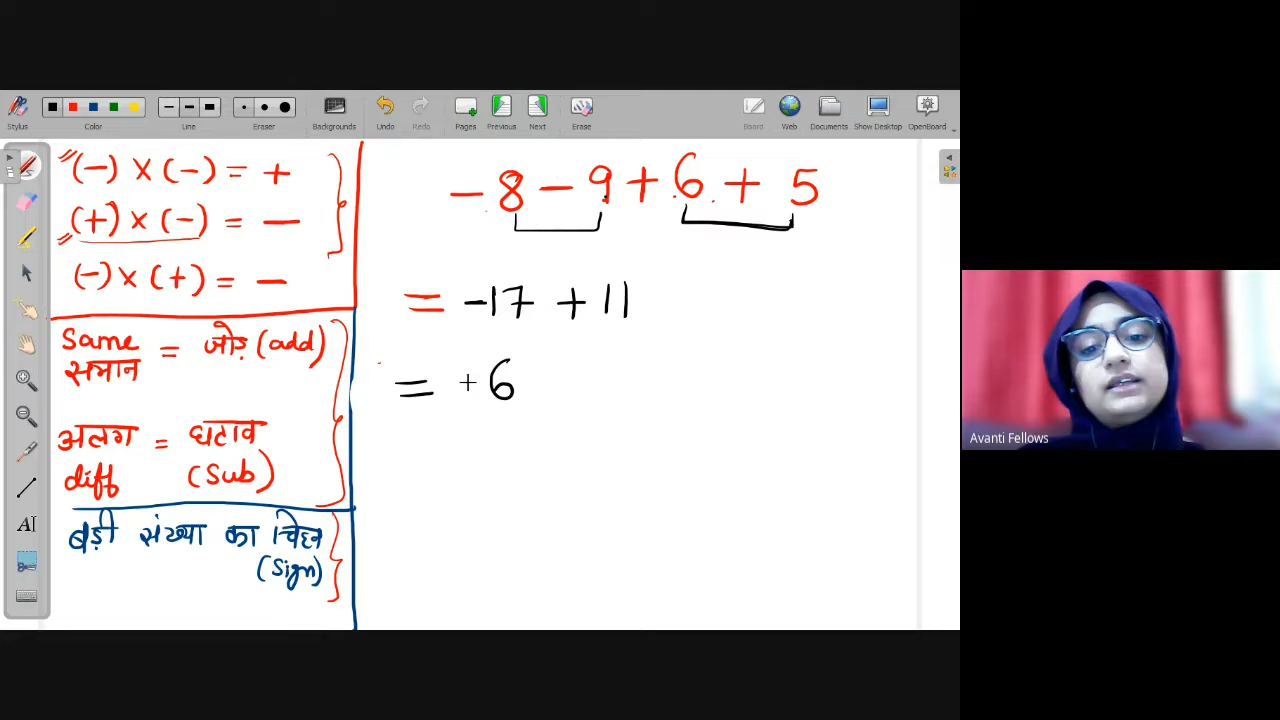 Stylus
Color
Line
Eraser
Backgrounds
Undo
Redo
Pages
Previous
Next
Erase
Board
Web
Documents
Show Desktop
OpenBoard
(-) × (-) = +
(+) × (-) = -
(-) × (+) = -
Same = जोड़ (add)
समान
अलग = घटाव
diff (Sub)
बड़ी संख्या का चिह्न
(Sign)
- 8 - 9 + 6 + 5
= -17 + 11
= + 6
Avanti Fellows